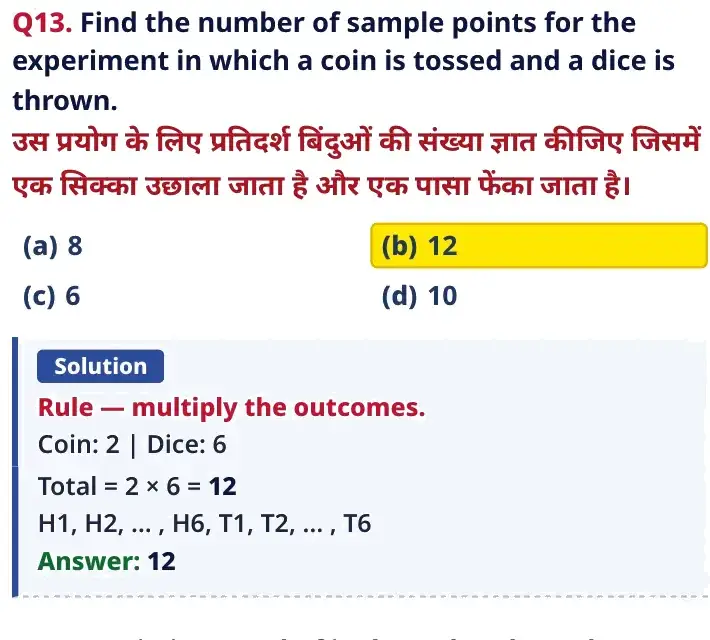 Q13. Find the number of sample points for the
experiment in which a coin is tossed and a dice is
thrown.
उस प्रयोग के लिए प्रतिदर्श बिंदुओं की संख्या ज्ञात कीजिए जिसमें
एक सिक्का उछाला जाता है और एक पासा फेंका जाता है।
(a) 8
(b) 12
(c) 6
(d) 10
Solution
Rule — multiply the outcomes.
Coin: 2 | Dice: 6
Total = 2 × 6 = 12
H1, H2, ... , H6, T1, T2, ... , T6
Answer: 12